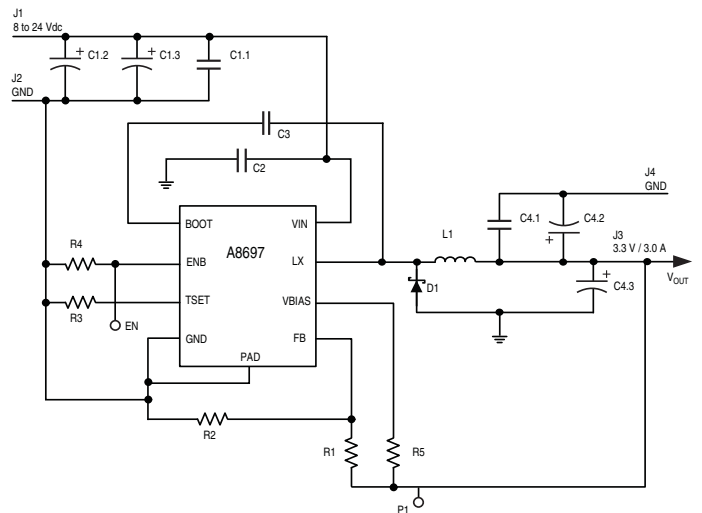 J1
8 to 24 Vdc
+ C1.2
+ C1.3
C1.1
J2
GND
C3
C2
J4
GND
BOOT
VIN
C4.1
C4.2
+
L1
J3
3.3 V / 3.0 A
R4
ENB
A8697
LX
VOUT
+
C4.3
D1
TSET
VBIAS
R3
EN
GND
FB
PAD
R2
R1
R5
P1